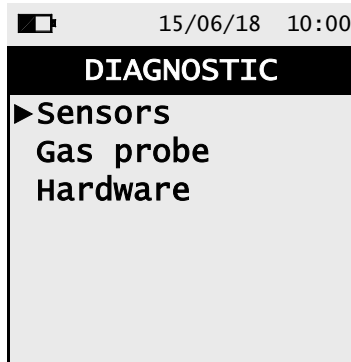 15/06/18 10:00
DIAGNOSTIC
Sensors
Gas probe
Hardware